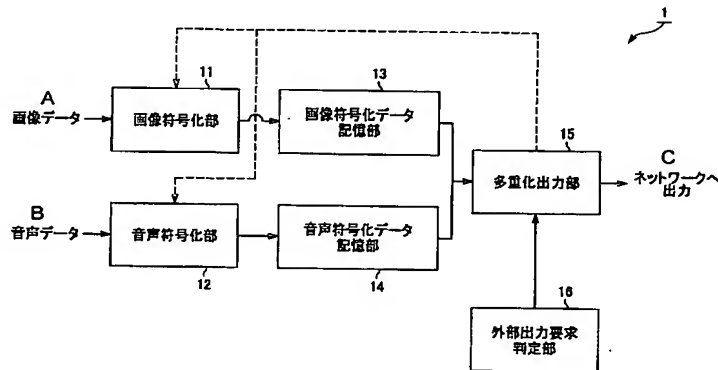 1
11
13
A
画像データ
画像符号化部
画像符号化データ
記憶部
15
多重化出力部
C
ネットワークへ
出力
B
音声データ
音声符号化部
音声符号化データ
記憶部
12
14
16
外部出力要求
判定部